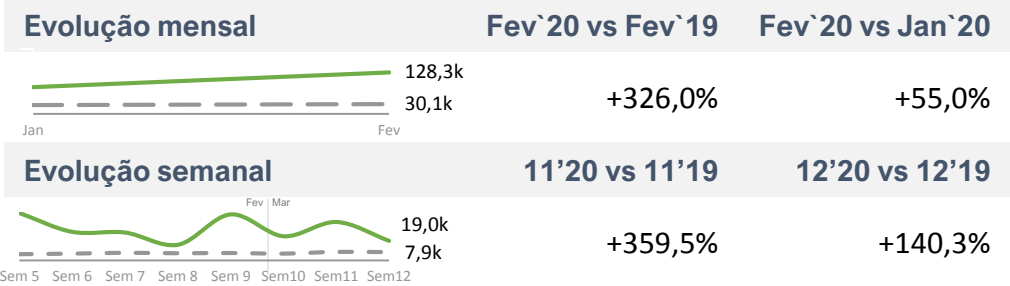 Evolução mensal Fev`20 vs Fev`19 Fev`20 vs Jan`20
128,3k
30,1k
+326,0% +55,0%
Jan Fev
Evolução semanal 11’20 vs 11’19 12’20 vs 12’19
Fev Mar
19,0k
7,9k
+359,5% +140,3%
Sem 5 Sem 6 Sem 7 Sem 8 Sem 9 Sem10 Sem11 Sem12